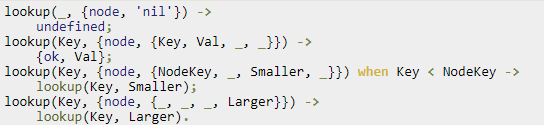 lookup(_, {node, 'nil'}) ->
    undefined;
lookup(Key, {node, {Key, Val, _, _}}) ->
    {ok, Val};
lookup(Key, {node, {NodeKey, _, Smaller, _}}) when Key < NodeKey ->
    lookup(Key, Smaller);
lookup(Key, {node, {_, _, _, Larger}}) ->
    lookup(Key, Larger).